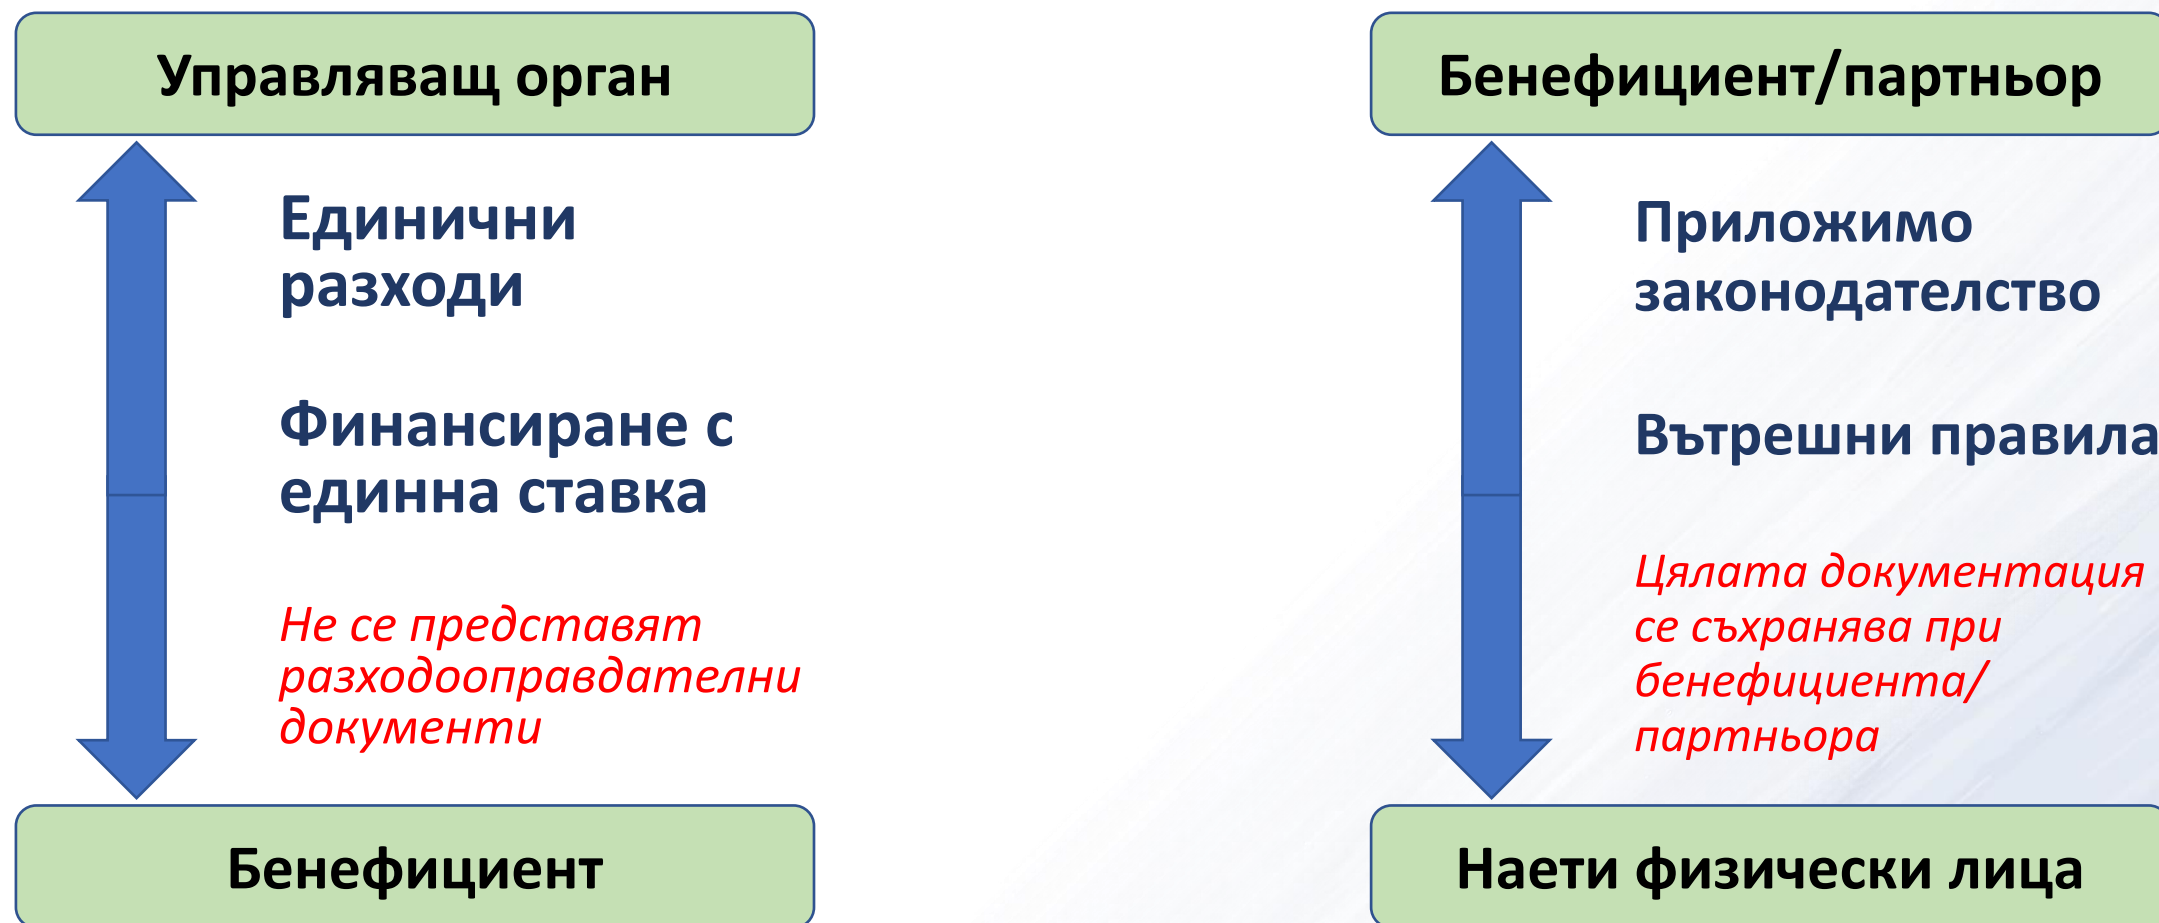 Управляващ орган
Единични
разходи
Финансиране с
единна ставка
Не се представят
разходооправдателни
документи
Бенефициент
Бенефициент/партньор
Приложимо
законодателство
Вътрешни правила
Цялата документация
се съхранява при
бенефициента/
партньора
Наети физически лица